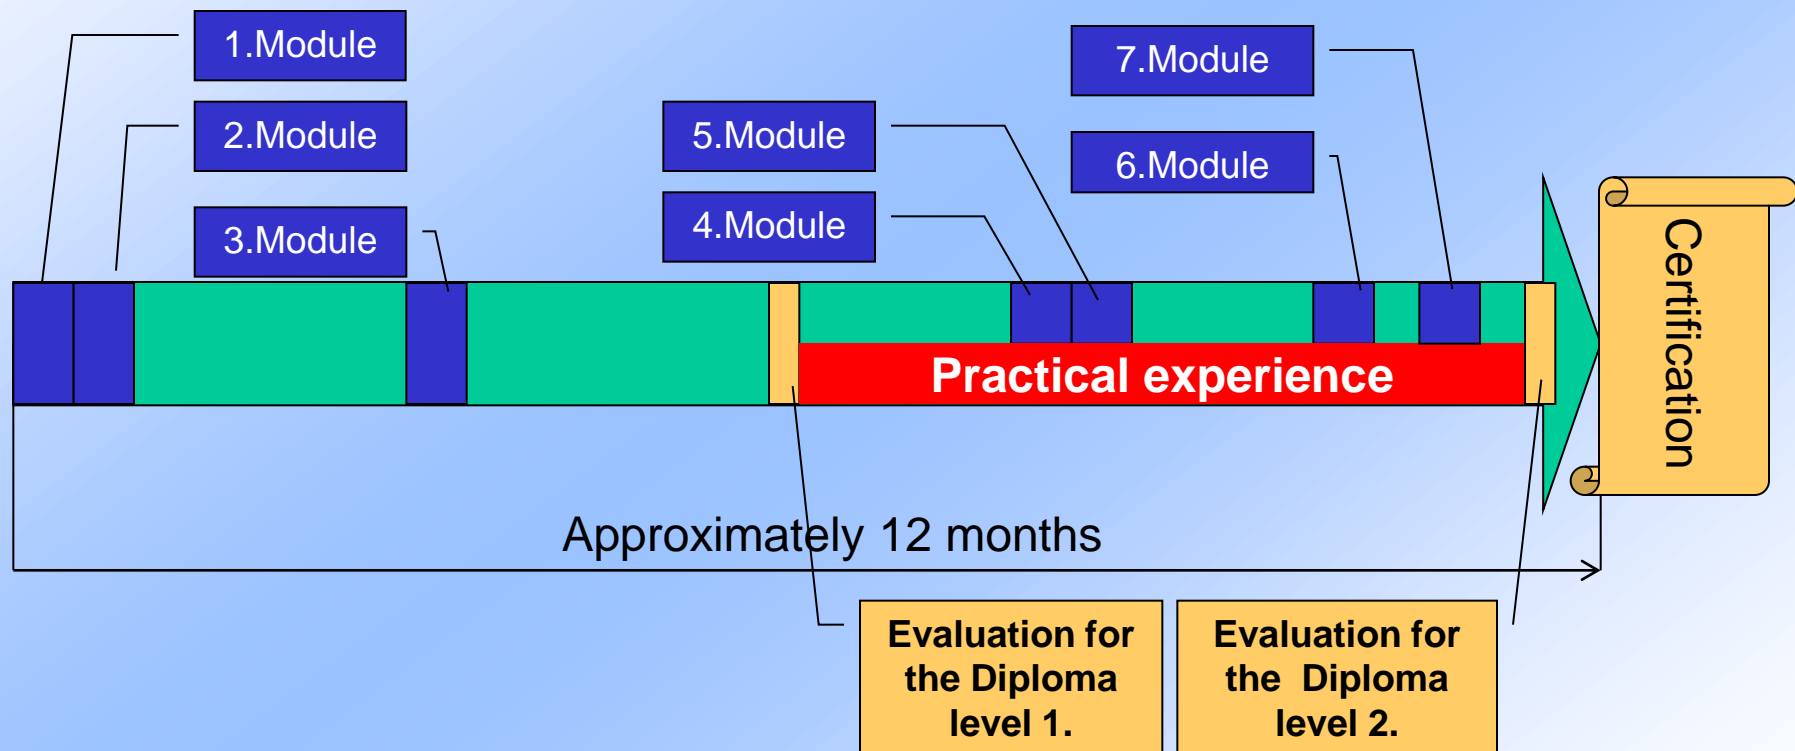 1.Module
2.Module
3.Module
5.Module
4.Module
7.Module
6.Module
Practical experience
Certification
Approximately 12 months
Evaluation for
the Diploma
level 1.
Evaluation for
the  Diploma
level 2.